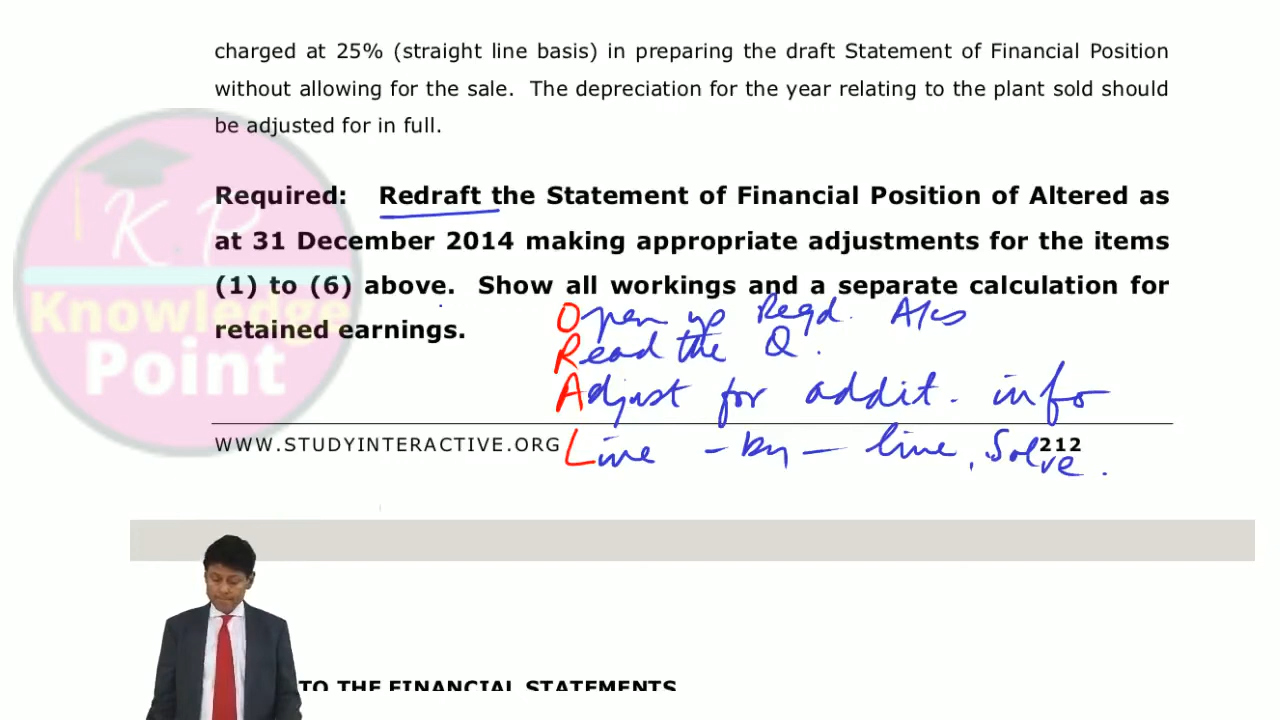 charged at 25% (straight line basis) in preparing the draft Statement of Financial Position
without allowing for the sale. The depreciation for the year relating to the plant sold should
be adjusted for in full.
K P
Knowledge
Point
Required: Redraft the Statement of Financial Position of Altered as
at 31 December 2014 making appropriate adjustments for the items
(1) to (6) above. Show all workings and a separate calculation for
retained earnings.
Open up Reqd. A/cs
Read the Q.
Adjust for addit. info
Line - by - line, Solve.
WWW.STUDYINTERACTIVE.ORG 212
TO THE FINANCIAL STATEMENTS